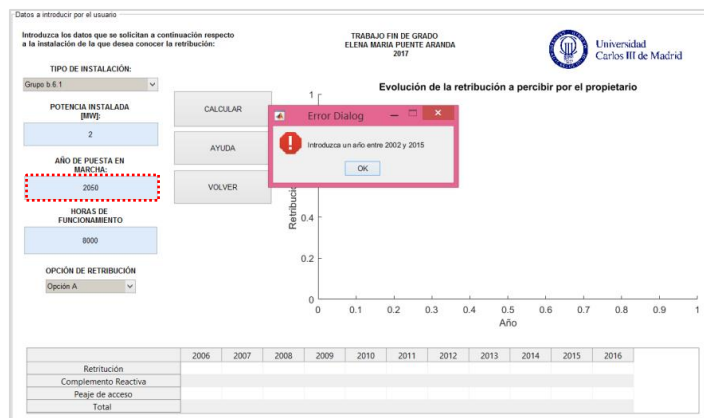 Datos a introducir por el usuario
Introduzca los datos que se solicitan a continuación respecto
a la instalación de la que desea conocer la retribución:
TRABAJO FIN DE GRADO
ELENA MARIA PUENTE ARANDA
2017
Universidad
Carlos III de Madrid
TIPO DE INSTALACIÓN:
Grupo b.6.1
POTENCIA INSTALADA
[MW]:
2
AÑO DE PUESTA EN
MARCHA:
2050
HORAS DE
FUNCIONAMIENTO
8000
OPCIÓN DE RETRIBUCIÓN
Opción A
CALCULAR
AYUDA
VOLVER
Evolución de la retribución a percibir por el propietario
Error Dialog
Introduzca un año entre 2002 y 2015
OK
1
0.4
0.2
0
0 0.1 0.2 0.3 0.4 0.5 0.6 0.7 0.8 0.9 1
Año
2006 2007 2008 2009 2010 2011 2012 2013 2014 2015 2016
Retritución
Complemento Reactiva
Peaje de acceso
Total